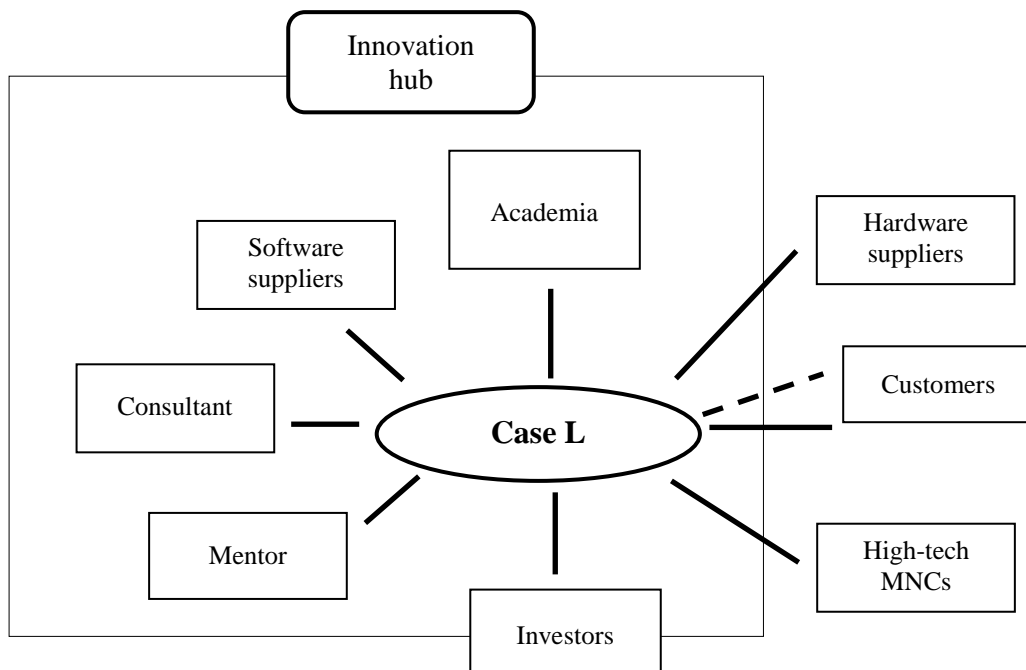 Innovation
hub
Academia
Hardware
suppliers
Software
suppliers
Customers
Consultant
Case L
Mentor
High-tech
MNCs
Investors